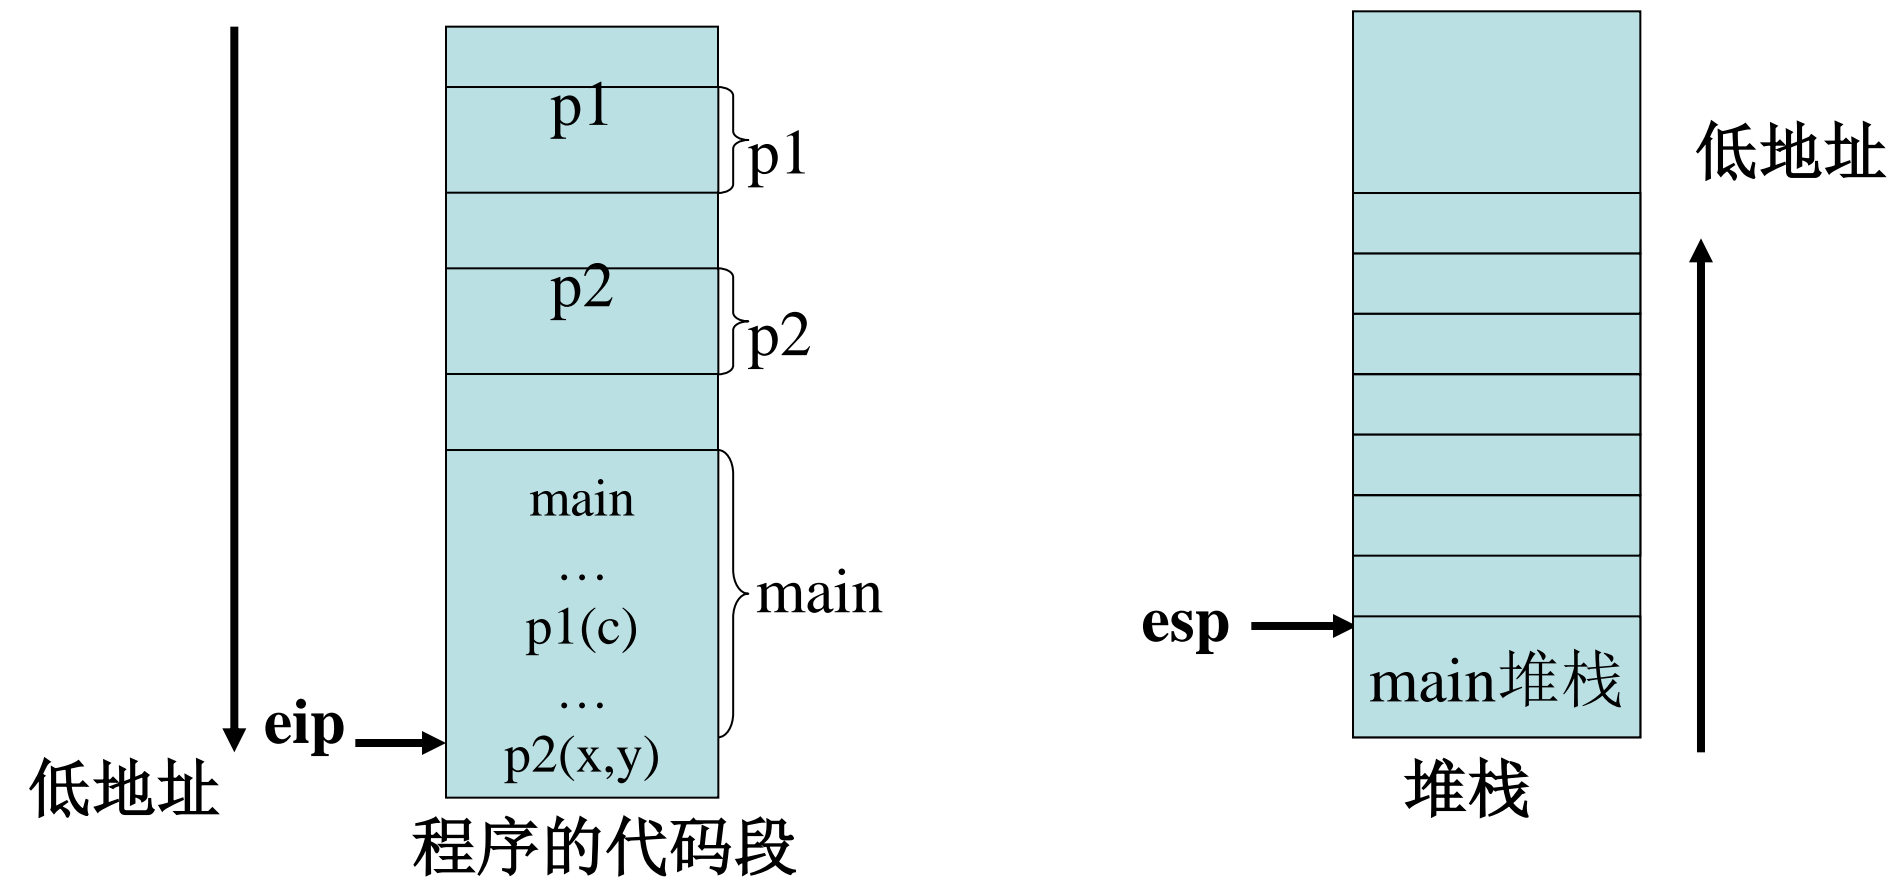 p1
p1
p2
p2
main
…
p1(c)
…
p2(x,y)
main
eip
低地址
程序的代码段
低地址
esp
main堆栈
堆栈